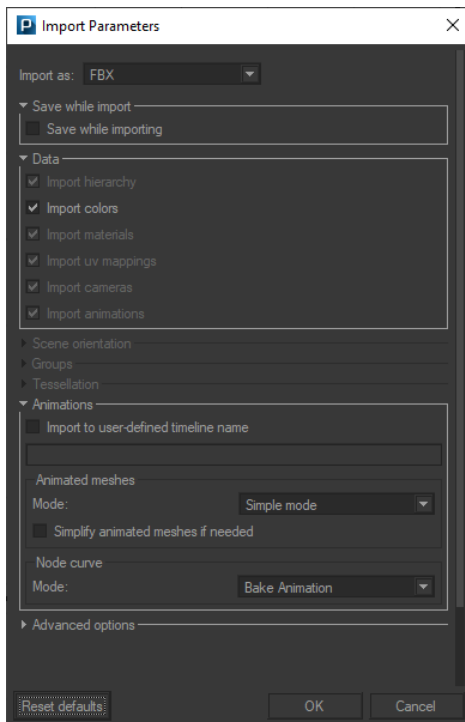 Import Parameters
Import as: FBX
Save while import
Save while importing
Data
Import hierarchy
Import colors
Import materials
Import uv mappings
Import cameras
Import animations
Scene orientation
Groups
Tessellation
Animations
Import to user-defined timeline name
Animated meshes
Mode: Simple mode
Simplify animated meshes if needed
Node curve
Mode: Bake Animation
Advanced options
Reset defaults OK Cancel